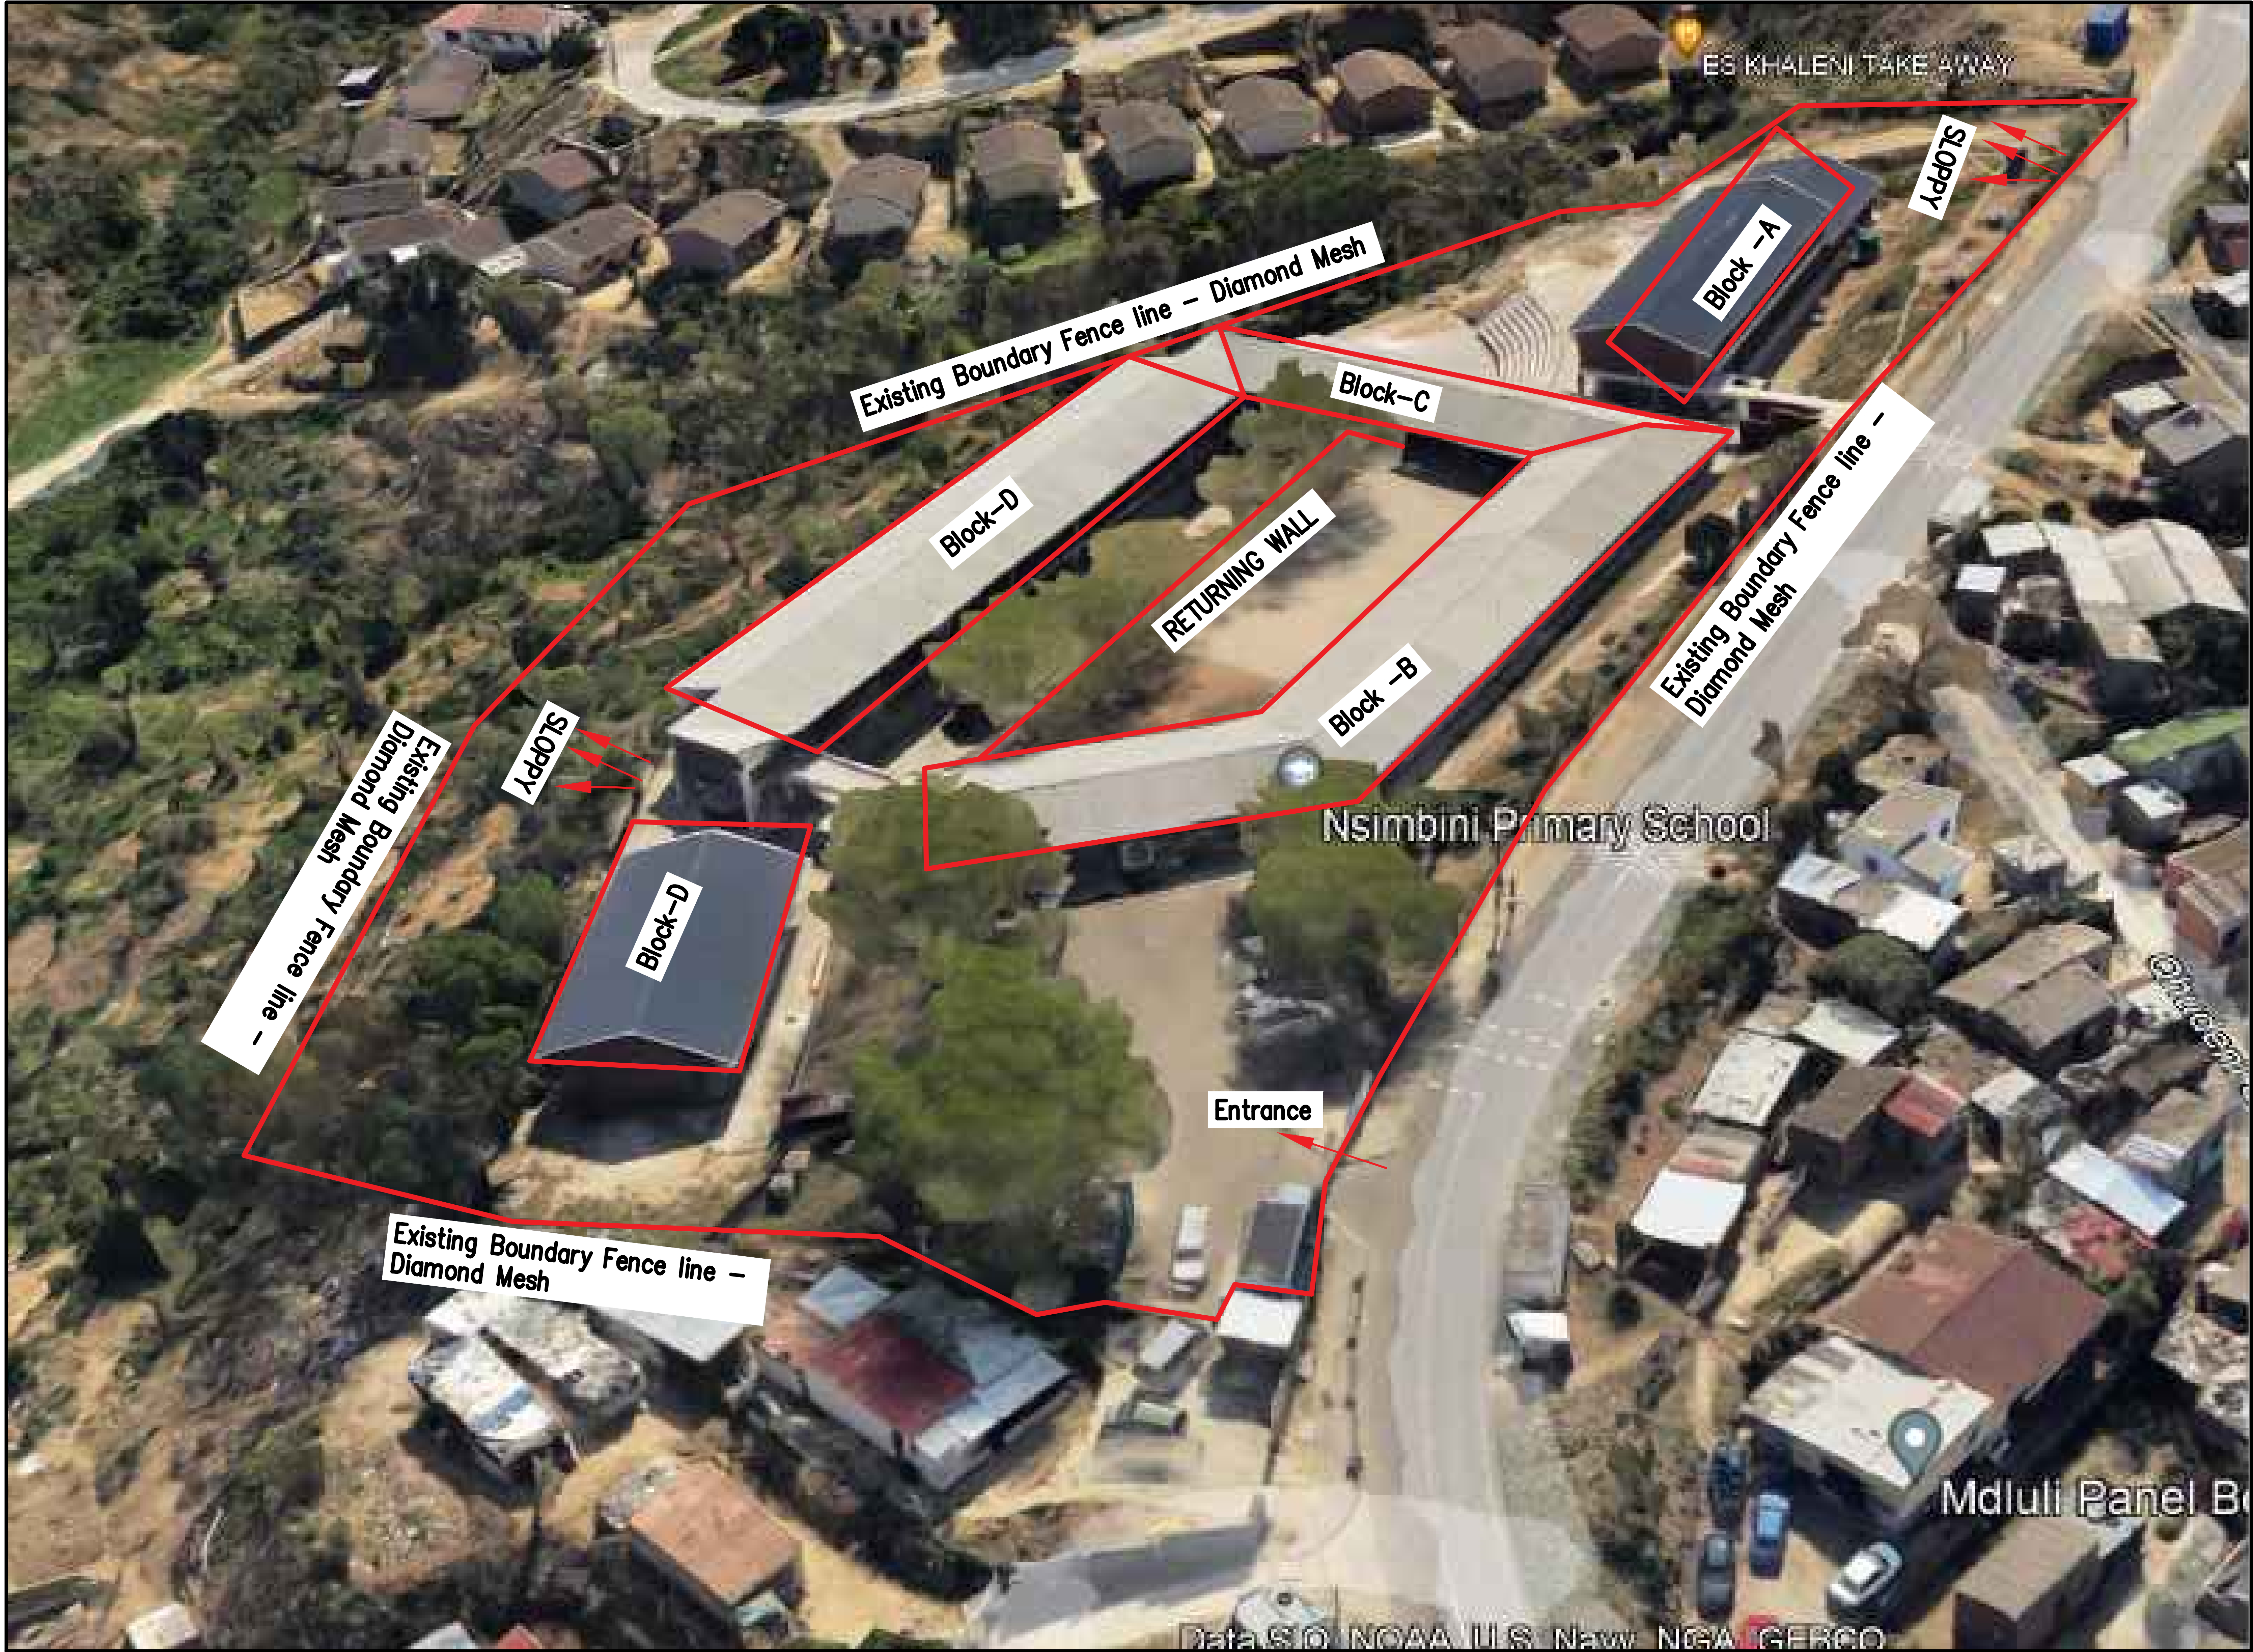 ES KHALENI TAKE AWAY
SLOPPY
Block -A
Existing Boundary Fence line - Diamond Mesh
Block-C
Block-D
RETURNING WALL
Existing Boundary Fence line -
Diamond Mesh
Block -B
SLOPPY
Existing Boundary Fence line -
Diamond Mesh
Nsimbini Primary School
Block-D
Entrance
Existing Boundary Fence line -
Diamond Mesh
Mdluli Panel Be
Data SIO, NOAA, U.S. Navy, NGA, GEBCO